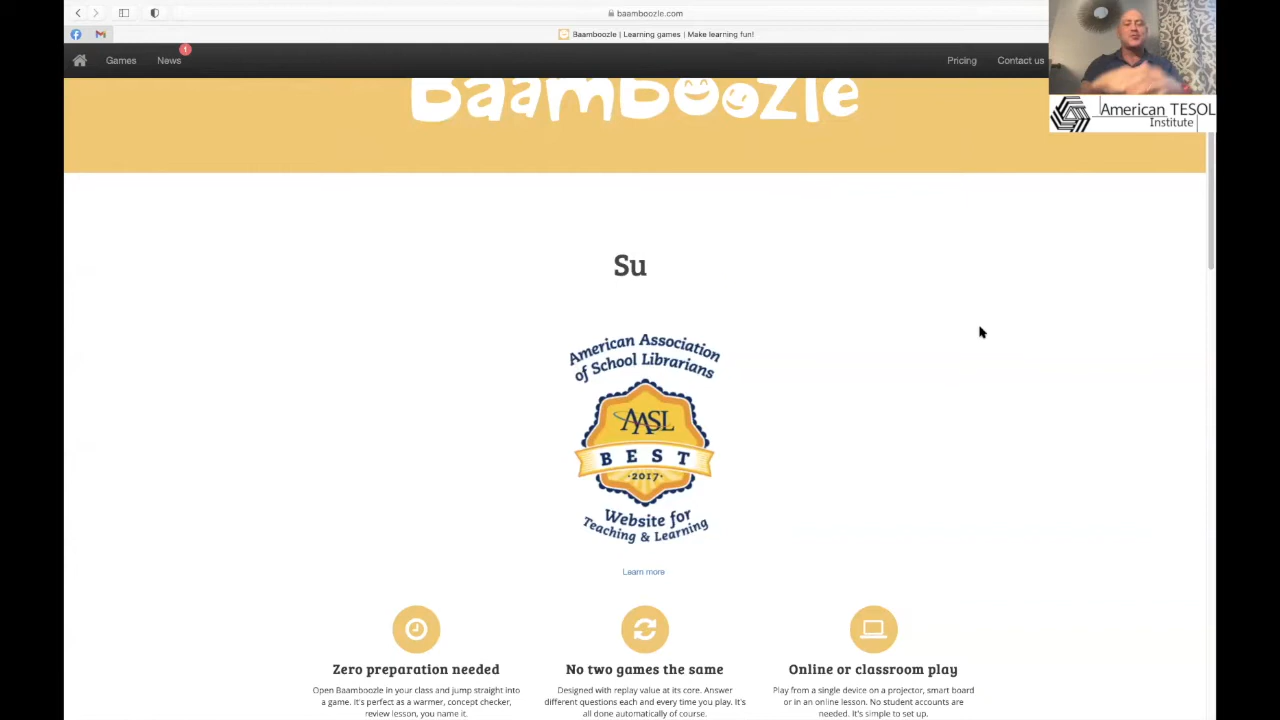 baamboozle.com
Baamboozle | Learning games | Make learning fun!
Games
News
1
Pricing
Contact us
American TESOL
Institute
Baamboozle
Su
American Association
of School Librarians
AASL
BEST
·2017·
Website for
Teaching & Learning
Learn more
Zero preparation needed
Open Baamboozle in your class and jump straight into
a game. It's perfect as a warmer, concept checker,
review lesson, you name it.
No two games the same
Designed with replay value at its core. Answer
different questions each and every time you play. It's
all done automatically of course.
Online or classroom play
Play from a single device on a projector, smart board
or in an online lesson. No student accounts are
needed. It's simple to set up.